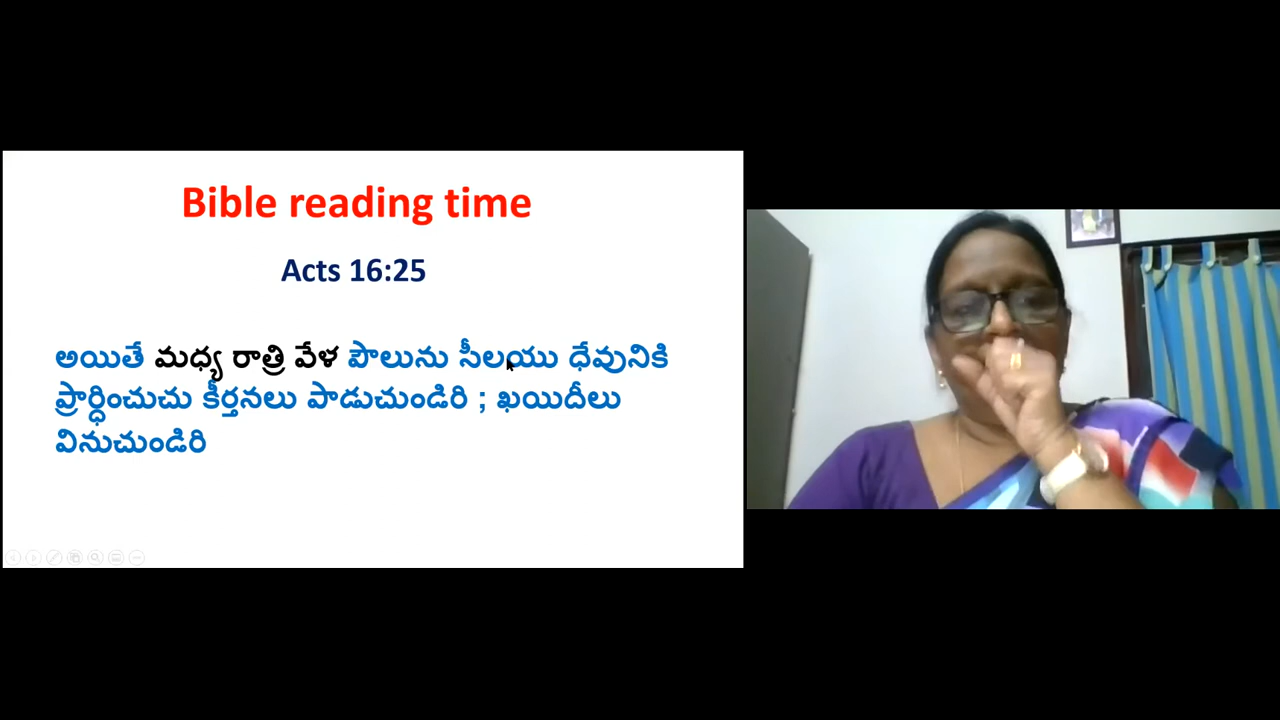 Bible reading time
Acts 16:25
అయితే మధ్య రాత్రి వేళ పౌలును సీలయు ధేవునికి
ప్రార్ధించుచు కీర్తనలు పాడుచుండిరి ; ఖయిదీలు
వినుచుండిరి